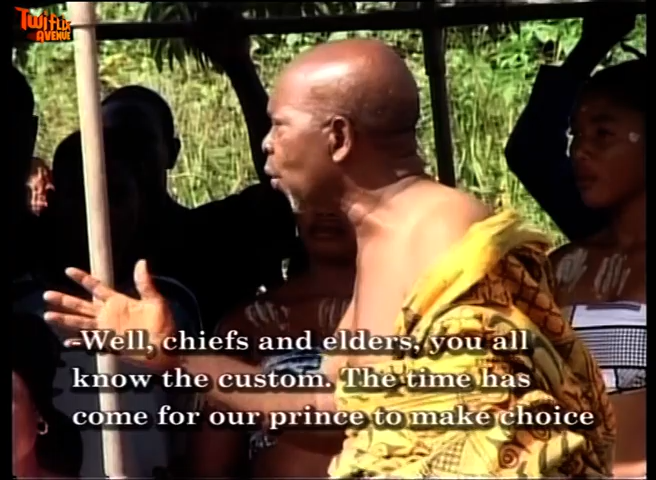 Twiflix
AVENUE
-Well, chiefs and elders, you all
know the custom. The time has
come for our prince to make choice